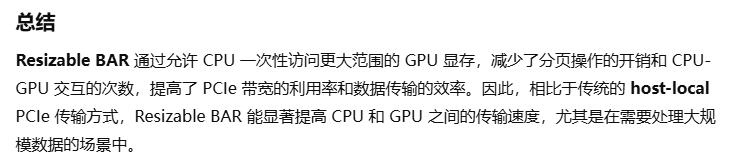 总结
Resizable BAR 通过允许 CPU 一次性访问更大范围的 GPU 显存，减少了分页操作的开销和 CPU-
GPU 交互的次数，提高了 PCIe 带宽的利用率和数据传输的效率。因此，相比于传统的 host-local
PCIe 传输方式，Resizable BAR 能显著提高 CPU 和 GPU 之间的传输速度，尤其是在需要处理大规
模数据的场景中。